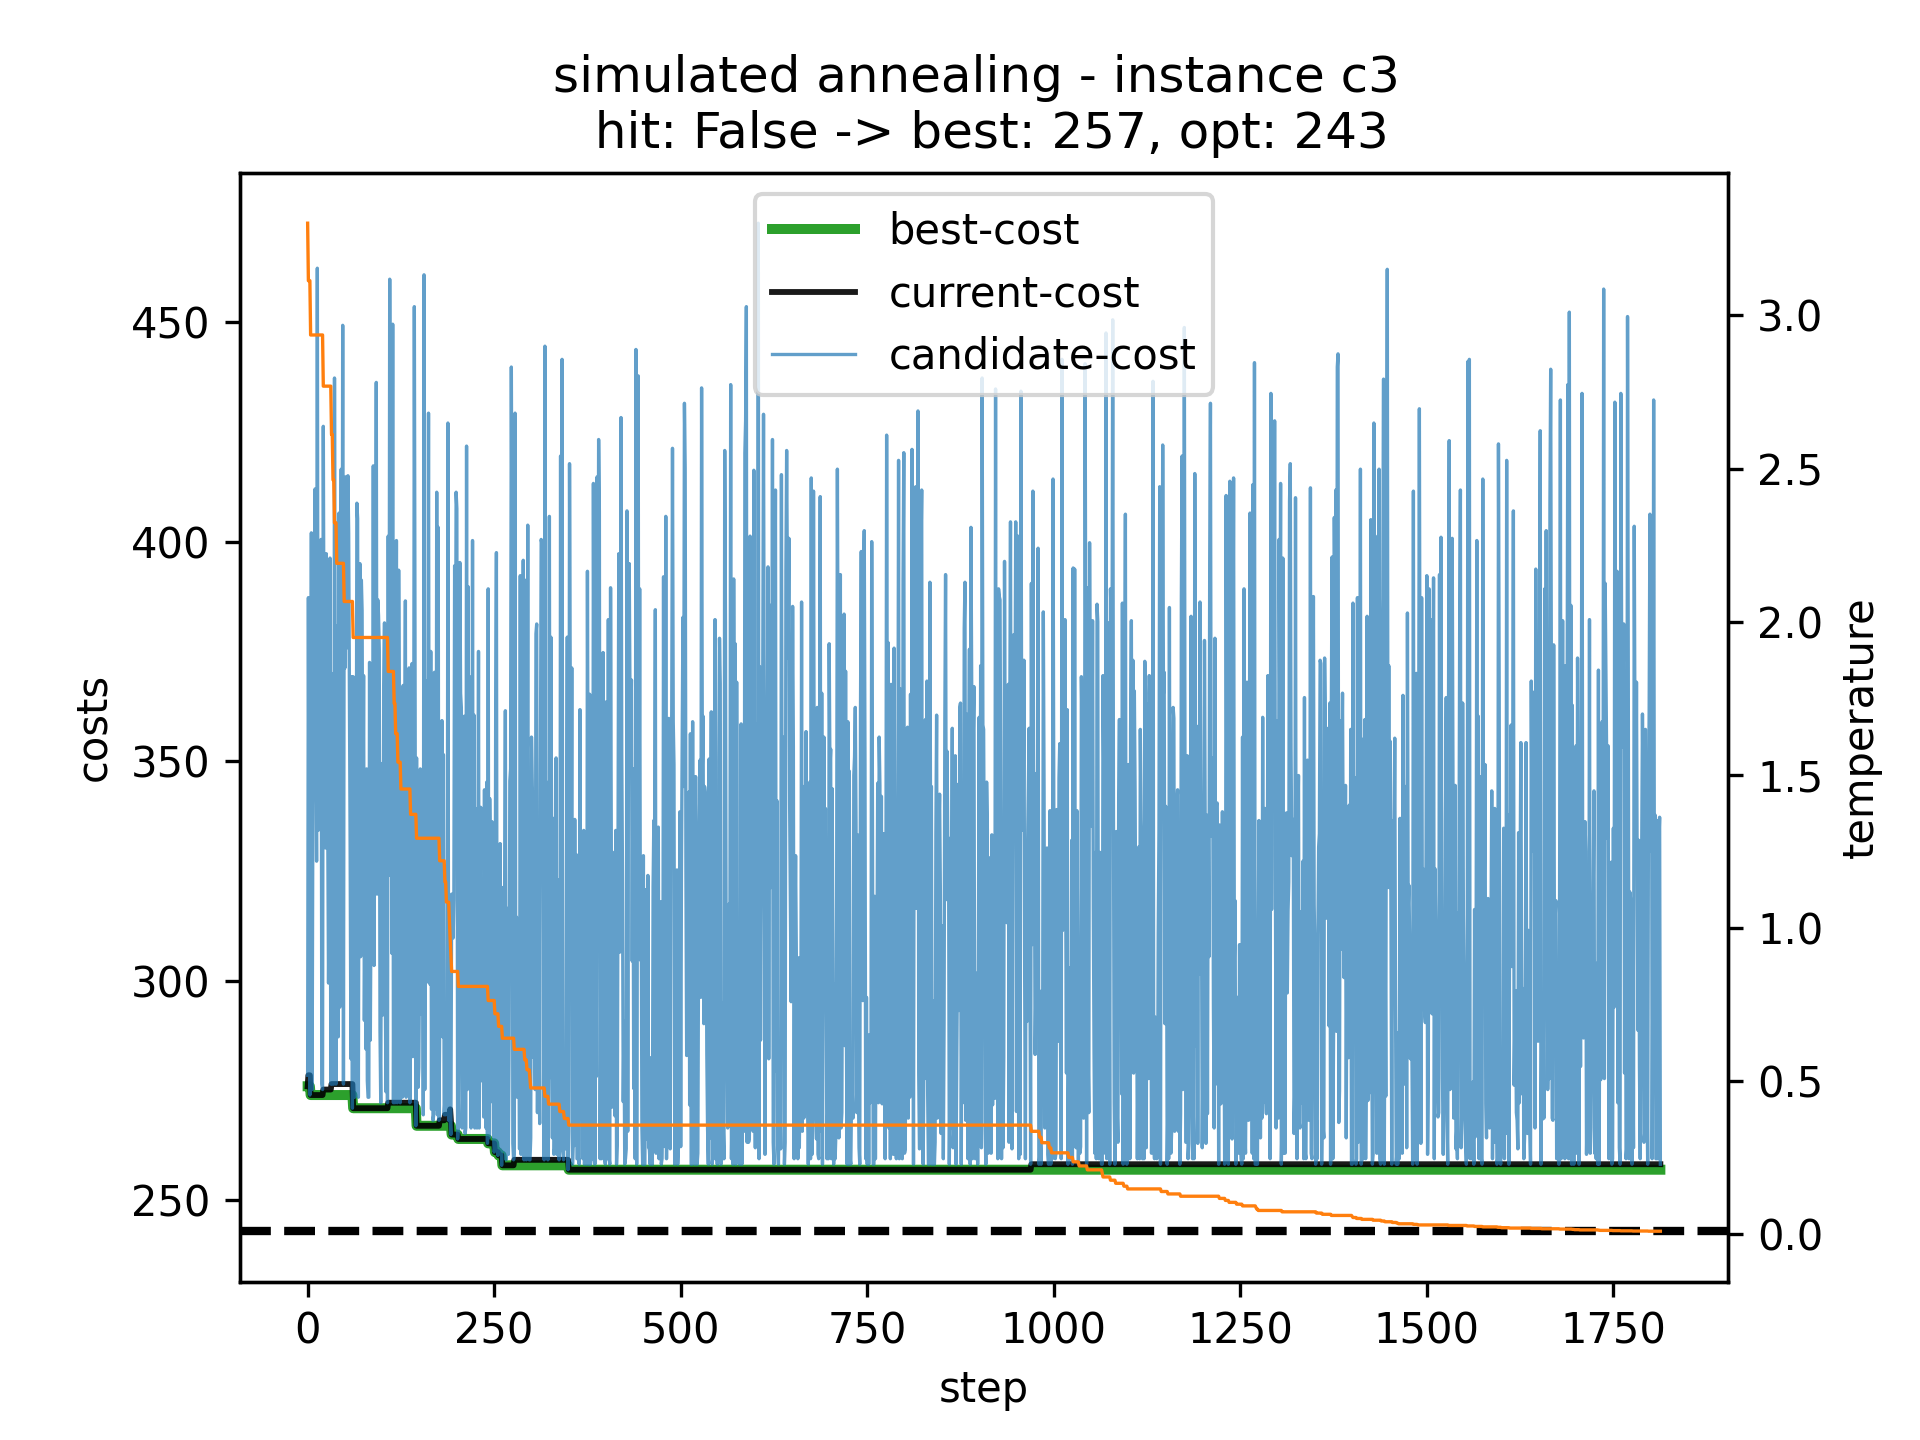 simulated annealing - instance c3
hit: False -> best: 257, opt: 243
best-cost
current-cost
candidate-cost
450
400
350
300
250
costs
3.0
2.5
2.0
1.5
1.0
0.5
0.0
temperature
0
250
500
750
1000
1250
1500
1750
step